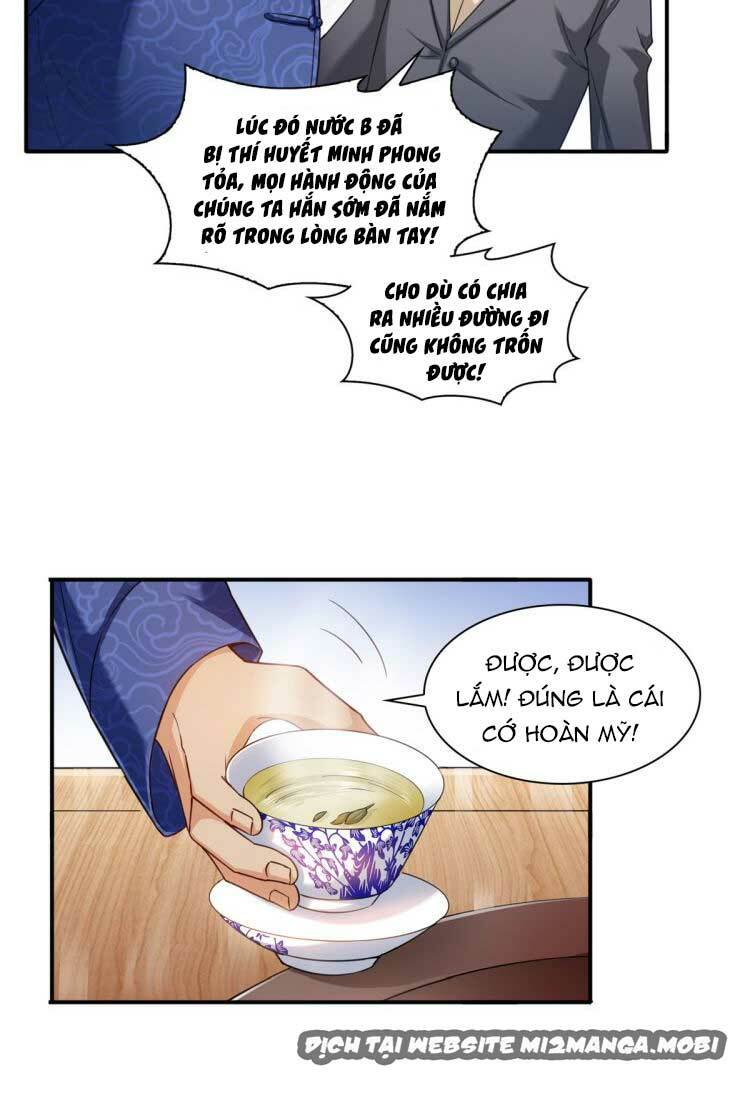 LÚC ĐÓ NƯỚC B ĐÃ
BỊ THÍ HUYẾT MINH PHONG
TỎA, MỌI HÀNH ĐỘNG CỦA
CHÚNG TA HẮN SỚM ĐÃ NẮM
RÕ TRONG LÒNG BÀN TAY!
CHO DÙ CÓ CHIA
RA NHIỀU ĐƯỜNG ĐI
CŨNG KHÔNG TRỐN
ĐƯỢC!
ĐƯỢC, ĐƯỢC
LẮM! ĐÚNG LÀ CÁI
CỚ HOÀN MỸ!
DỊCH TẠI WEBSITE MI2MANGA.MOBI